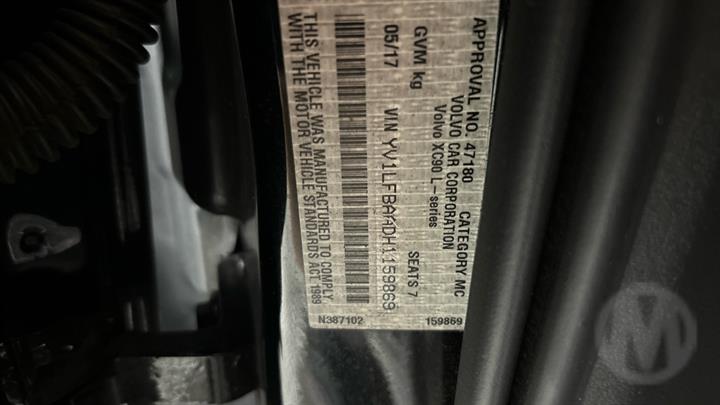 APPROVAL NO. 47180 CATEGORY MC
VOLVO CAR CORPORATION
Volvo XC90 L-series
GVM kg SEATS 7
05/17 VIN YV1LFBAMDH1159869
THIS VEHICLE WAS MANUFACTURED TO COMPLY
WITH THE MOTOR VEHICLE STANDARDS ACT 1989
N387102 159869
M